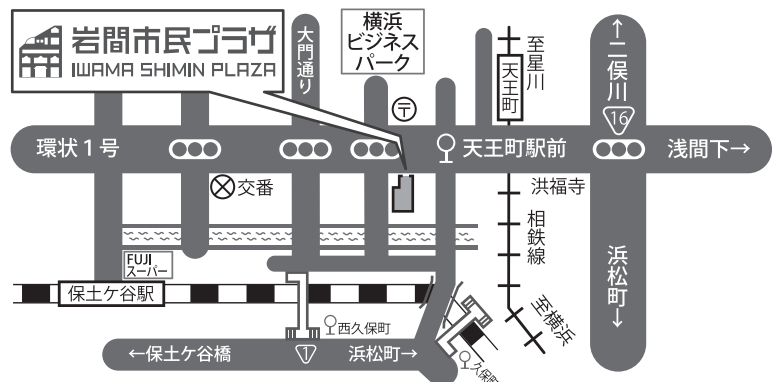 岩間市民プラザ
IWAMA SHIMIN PLAZA
大門通り
横浜
ビジネス
パーク
至星川
天王町
←二俣川
16
〒
環状1号
天王町駅前
浅間下→
交番
洪福寺
相鉄線
浜松町→
FUJI
スーパー
保土ケ谷駅
至横浜
西久保町
久保町
←保土ケ谷橋
1
浜松町→